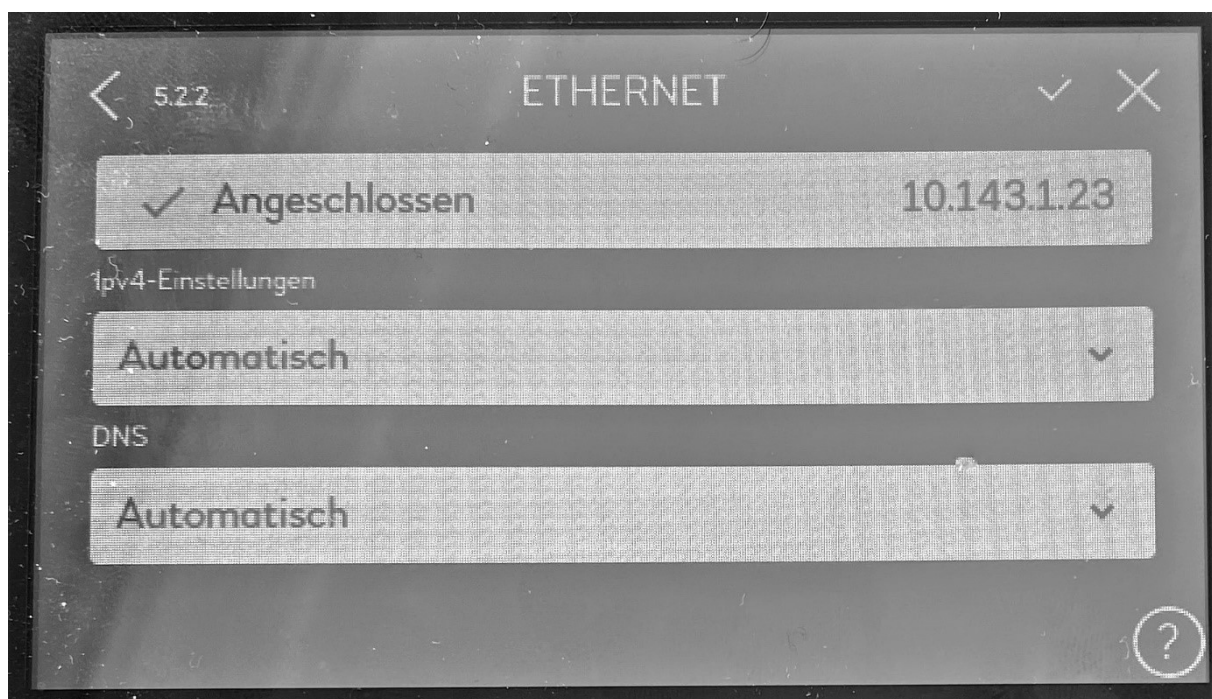 5.2.2 ETHERNET
Angeschlossen 10.143.1.23
Ipv4-Einstellungen
Automatisch
DNS
Automatisch
?